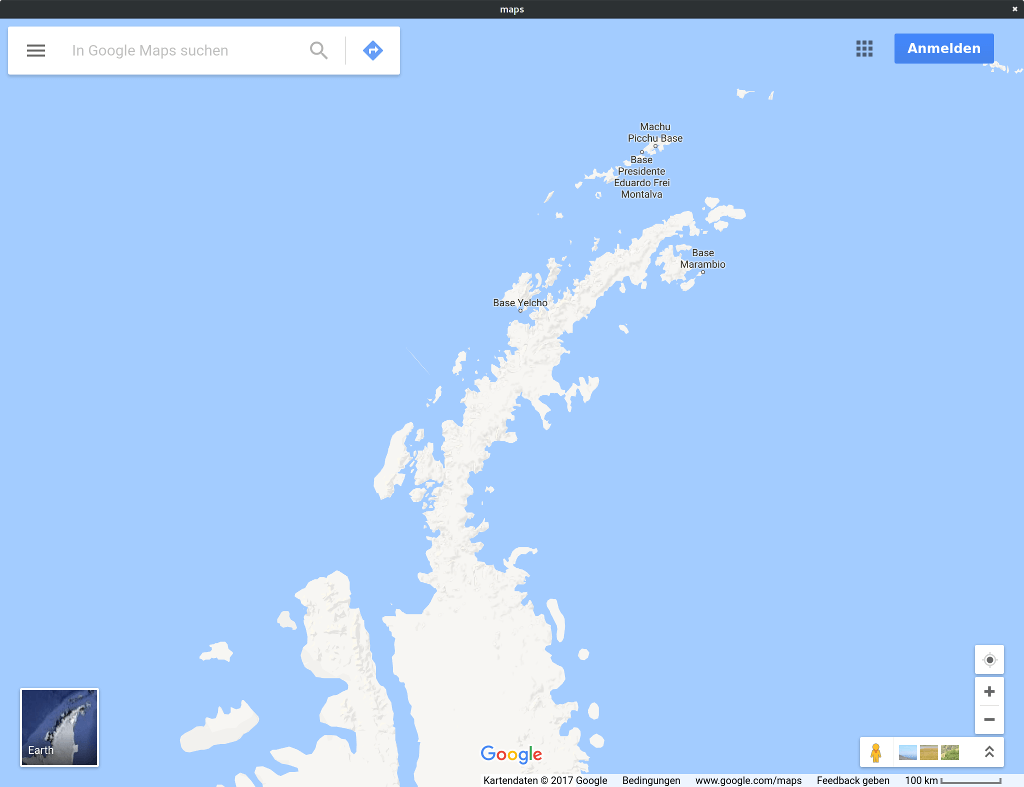 maps
In Google Maps suchen
Anmelden
Machu
Picchu Base
Base
Presidente
Eduardo Frei
Montalva
Base
Marambio
Base Yelcho
Earth
Google
Kartendaten © 2017 Google Bedingungen www.google.com/maps Feedback geben 100 km